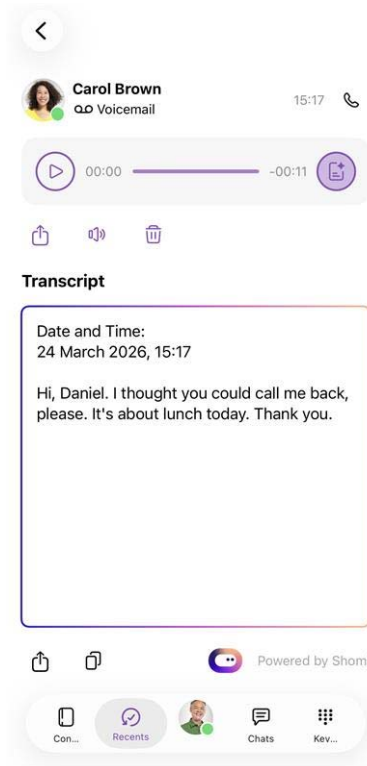 Carol Brown
Voicemail
15:17
00:00
-00:11
Transcript
Date and Time:
24 March 2026, 15:17
Hi, Daniel. I thought you could call me back,
please. It's about lunch today. Thank you.
Powered by Shom
Con...
Recents
Chats
Kev...